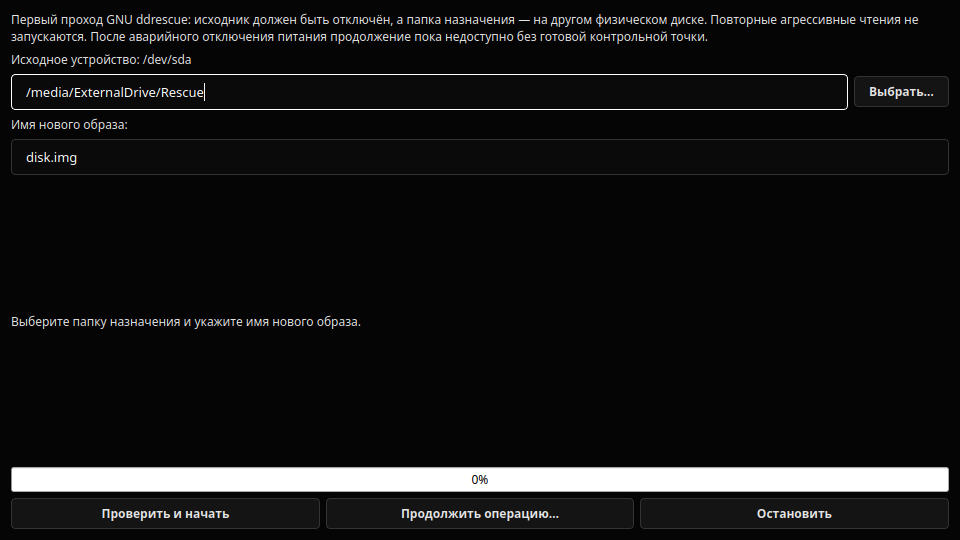 Первый проход GNU ddrescue: исходник должен быть отключён, а папка назначения — на другом физическом диске. Повторные агрессивные чтения не
запускаются. После аварийного отключения питания продолжение пока недоступно без готовой контрольной точки.
Исходное устройство: /dev/sda
/media/ExternalDrive/Rescue
Выбрать...
Имя нового образа:
disk.img
Выберите папку назначения и укажите имя нового образа.
0%
Проверить и начать
Продолжить операцию...
Остановить